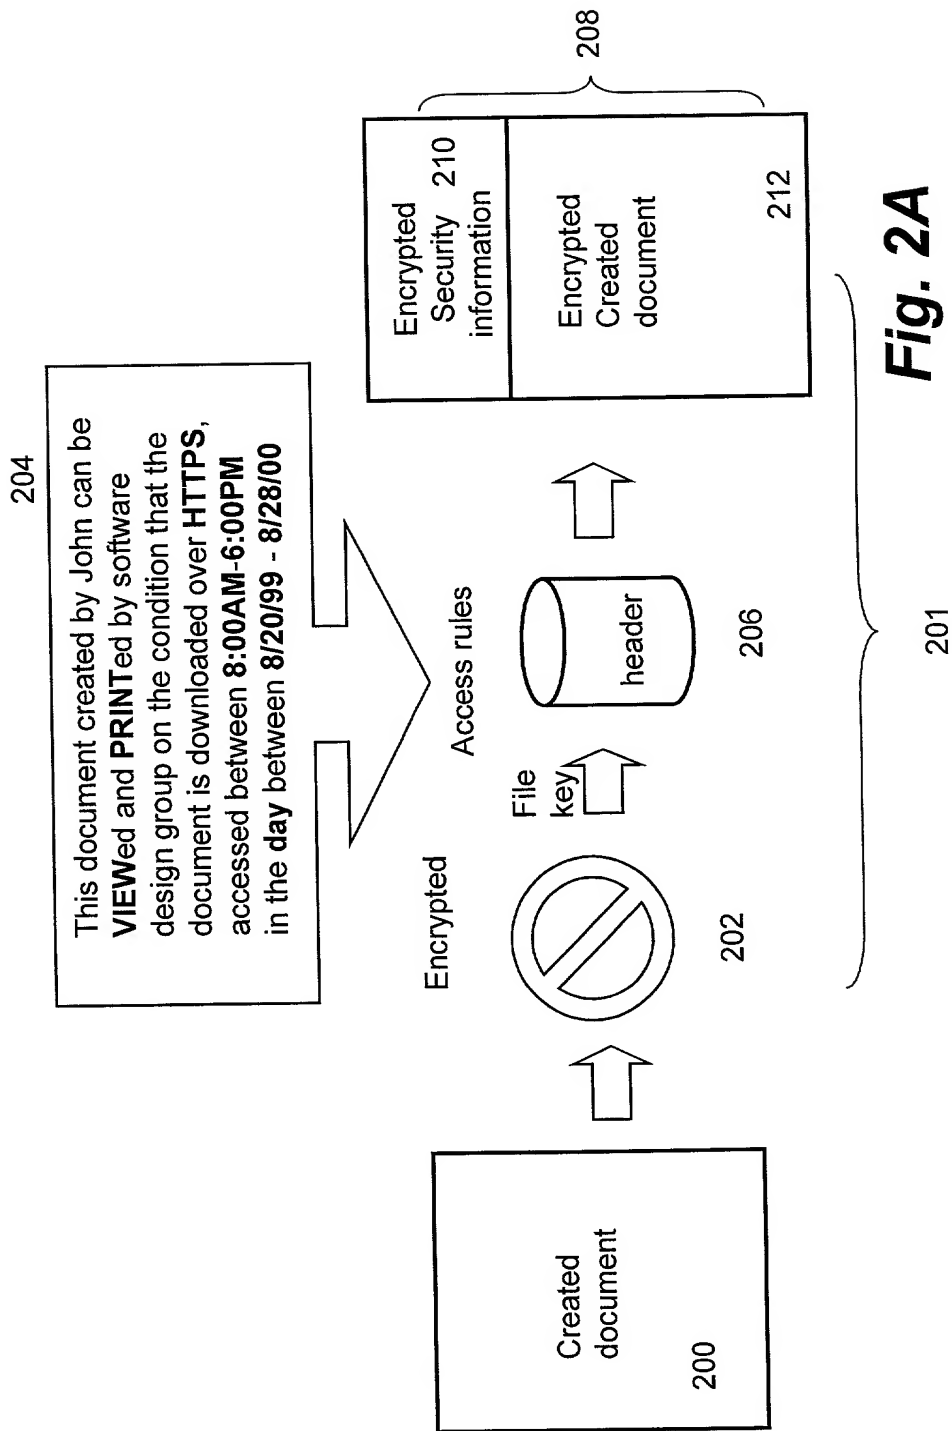 204
This document created by John can be
VIEWed and PRINTed by software
design group on the condition that the
document is downloaded over HTTPS,
accessed between 8:00AM-6:00PM
in the day between 8/20/99 - 8/28/00
Created
document
200
Encrypted
202
File
key
Access rules
header
206
Encrypted
Security 210
information
Encrypted
Created
document
212
208
201
Fig. 2A